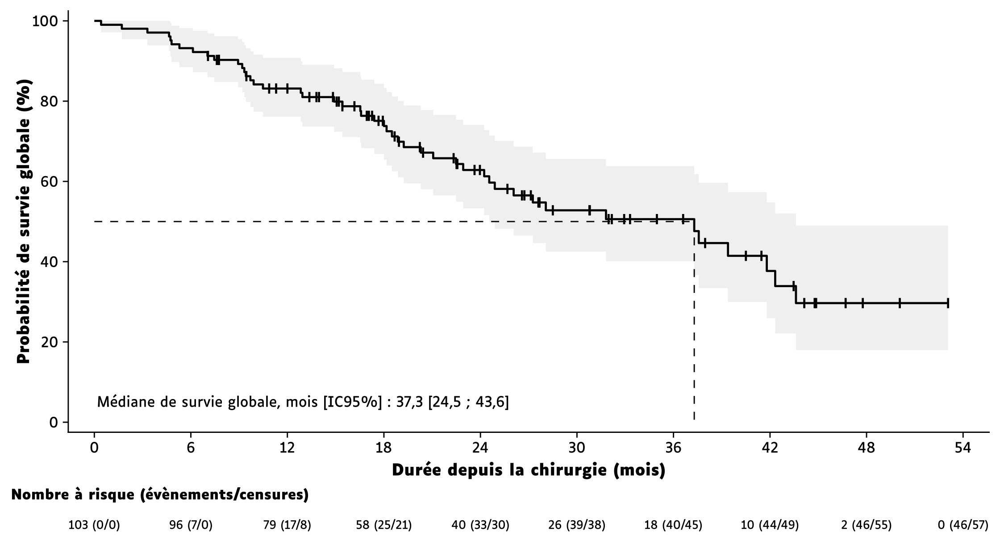 Probabilité de survie globale (%)
100
80
60
40
20
0
Médiane de survie globale, mois [IC95%] : 37,3 [24,5 ; 43,6]
0 6 12 18 24 30 36 42 48 54
Durée depuis la chirurgie (mois)
Nombre à risque (évènements/censures)
103 (0/0) 96 (7/0) 79 (17/8) 58 (25/21) 40 (33/30) 26 (39/38) 18 (40/45) 10 (44/49) 2 (46/55) 0 (46/57)